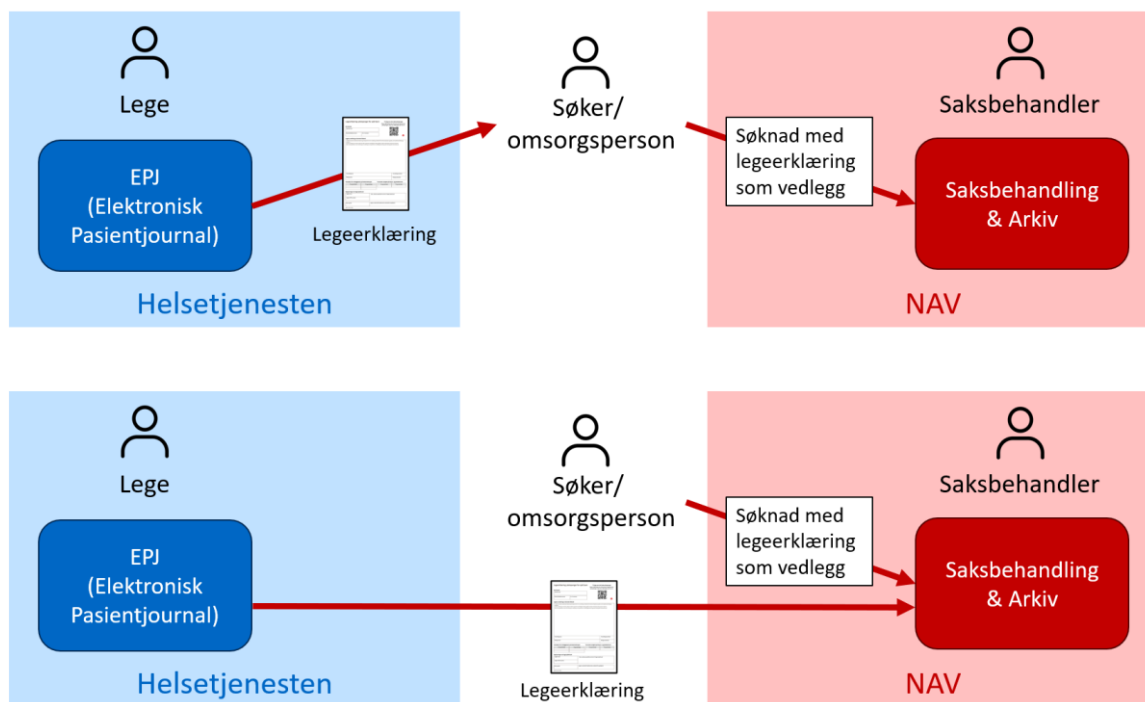 Lege
EPJ
(Elektronisk
Pasientjournal)
Legeerklæring
Helsetjenesten
Søker/
omsorgsperson
Søknad med
legeerklæring
som vedlegg
Saksbehandler
Saksbehandling
& Arkiv
NAV
Lege
EPJ
(Elektronisk
Pasientjournal)
Helsetjenesten
Søker/
omsorgsperson
Legeerklæring
Søknad med
legeerklæring
som vedlegg
Saksbehandler
Saksbehandling
& Arkiv
NAV